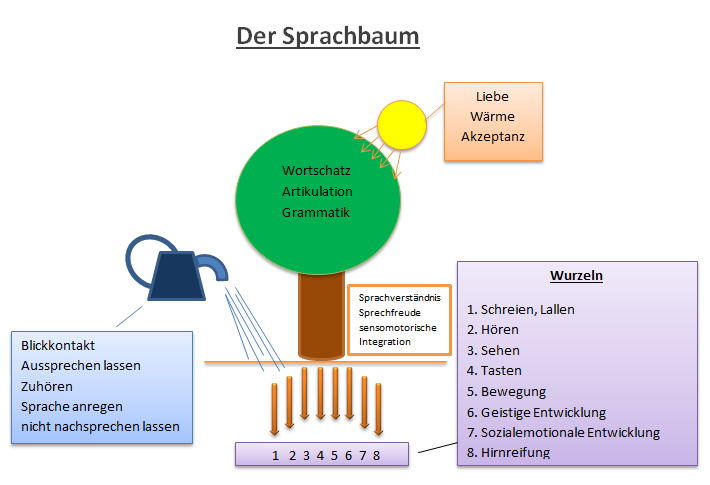 Der Sprachbaum
Liebe
Wärme
Akzeptanz
Wortschatz
Artikulation
Grammatik
Sprachverständnis
Sprechfreude
sensomotorische
Integration
Blickkontakt
Aussprechen lassen
Zuhören
Sprache anregen
nicht nachsprechen lassen
Wurzeln
1. Schreien, Lallen
2. Hören
3. Sehen
4. Tasten
5. Bewegung
6. Geistige Entwicklung
7. Sozialemotionale Entwicklung
8. Hirnreifung
1 2 3 4 5 6 7 8